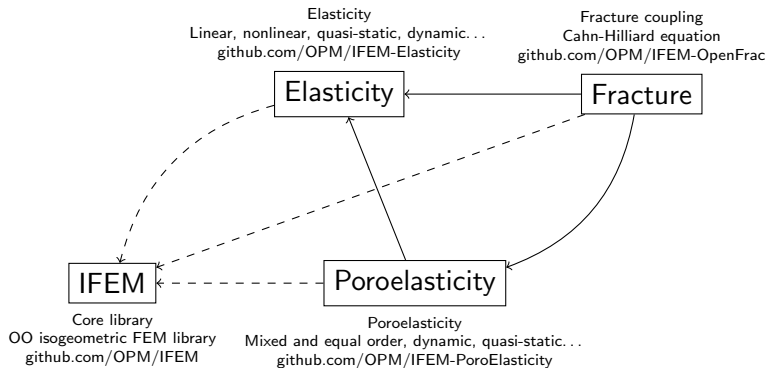 Elasticity
Linear, nonlinear, quasi-static, dynamic...
github.com/OPM/IFEM-Elasticity
Elasticity
Fracture coupling
Cahn-Hilliard equation
github.com/OPM/IFEM-OpenFrac
Fracture
IFEM
Core library
OO isogeometric FEM library
github.com/OPM/IFEM
Poroelasticity
Poroelasticity
Mixed and equal order, dynamic, quasi-static...
github.com/OPM/IFEM-PoroElasticity